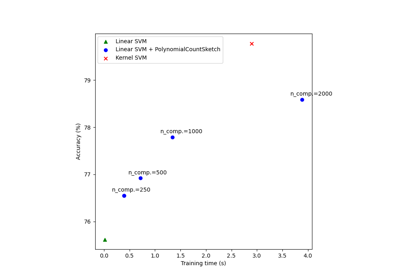 Linear SVM
Linear SVM + PolynomialCountSketch
Kernel SVM
79
n_comp.=2000
78
n_comp.=1000
n_comp.=500
77
n_comp.=250
76
Accuracy (%)
0.0 0.5 1.0 1.5 2.0 2.5 3.0 3.5 4.0
Training time (s)